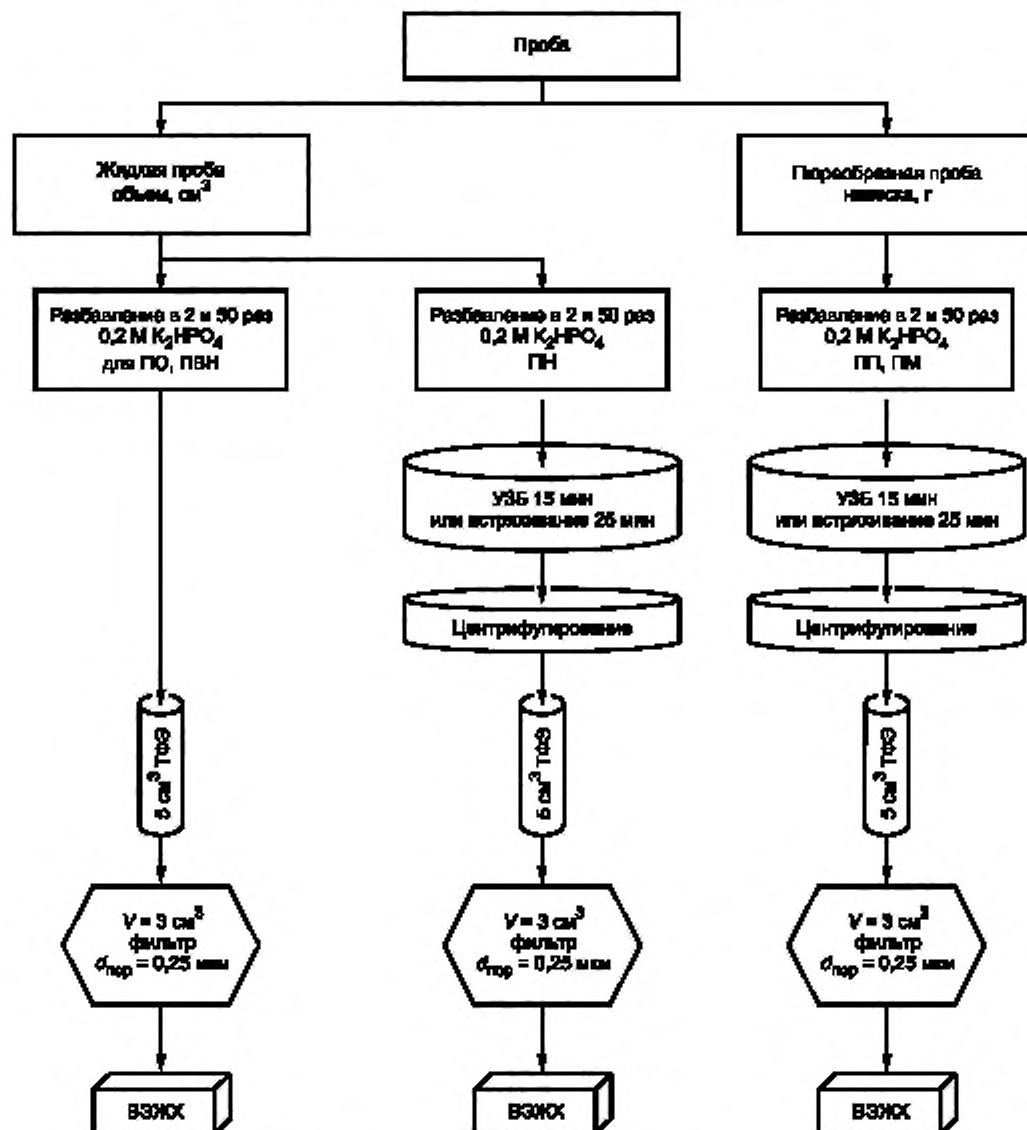 Проба
Жидкая проба
объем, см³
Пюреобразная проба
навеска, г
Разбавление в 2 и 50 раз
0,2 М K₂HPO₄
для ПО, ПВН
Разбавление в 2 и 50 раз
0,2 М K₂HPO₄
ПН
Разбавление в 2 и 50 раз
0,2 М K₂HPO₄
ПП, ПМ
УЗБ 15 мин
или встряхивание 25 мин
УЗБ 15 мин
или встряхивание 25 мин
Центрифугирование
Центрифугирование
5 см³ ТФЭ
5 см³ ТФЭ
5 см³ ТФЭ
V = 3 см³
фильтр
dпор = 0,25 мкм
V = 3 см³
фильтр
dпор = 0,25 мкм
V = 3 см³
фильтр
dпор = 0,25 мкм
ВЭЖХ
ВЭЖХ
ВЭЖХ